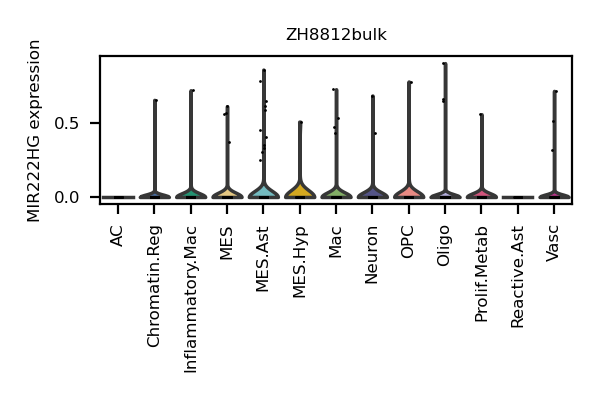 ZH8812bulk
MIR222HG expression
0.5
0.0
AC
Chromatin.Reg
Inflammatory.Mac
MES
MES.Ast
MES.Hyp
Mac
Neuron
OPC
Oligo
Prolif.Metab
Reactive.Ast
Vasc